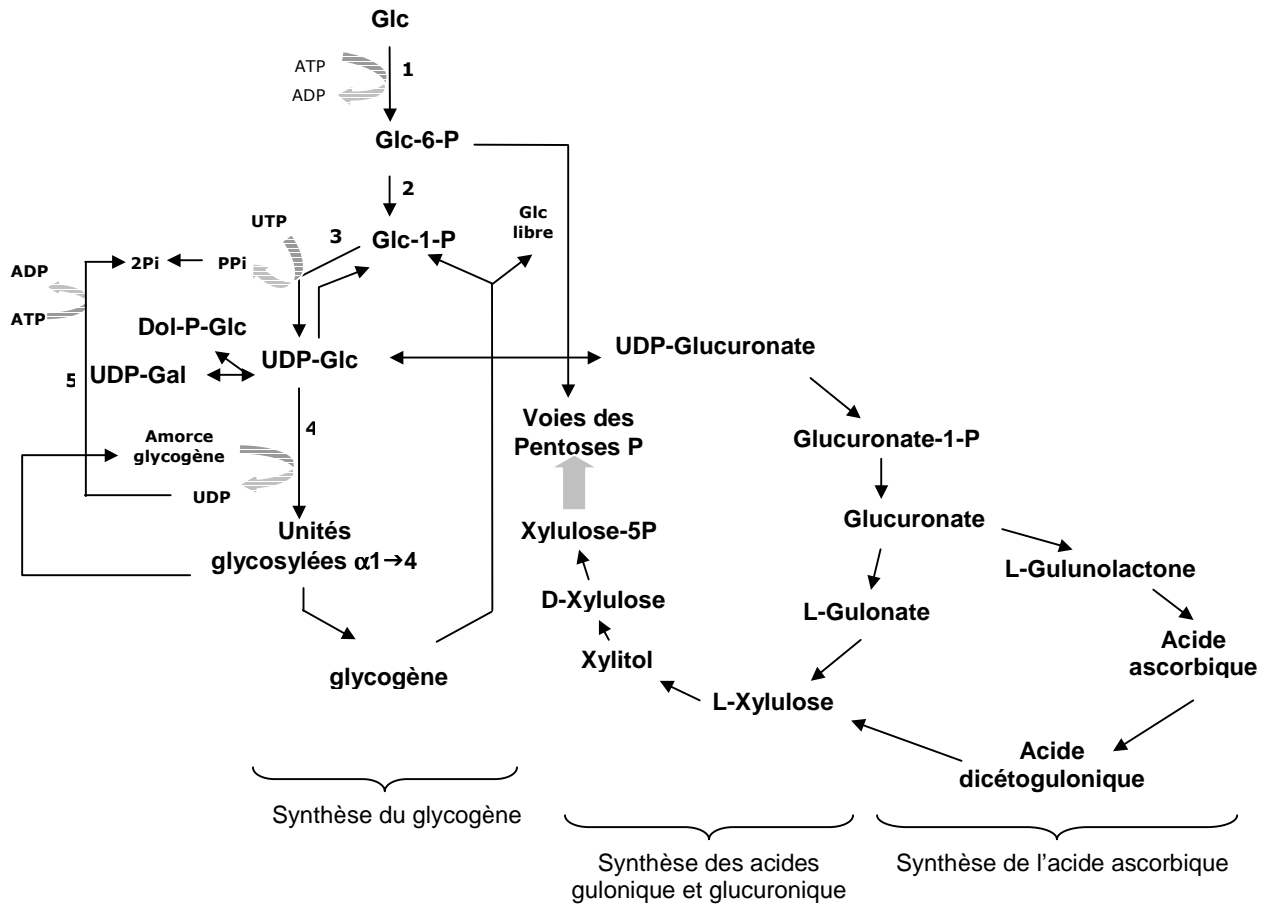 Glc
ATP
1
ADP
Glc-6-P
2
Glc
libre
UTP
3
Glc-1-P
ADP
2Pi
PPi
ATP
Dol-P-Glc
UDP-Glc
UDP-Glucuronate
5
UDP-Gal
Voies des
Pentoses P
4
Amorce
glycogène
Glucuronate-1-P
UDP
Unités
glycosylées α1→4
Xylulose-5P
Glucuronate
L-Gulunolactone
D-Xylulose
L-Gulonate
Xylitol
Acide
ascorbique
glycogène
L-Xylulose
Acide
dicétogulonique
Synthèse du glycogène
Synthèse des acides
gulonique et glucuronique
Synthèse de l'acide ascorbique